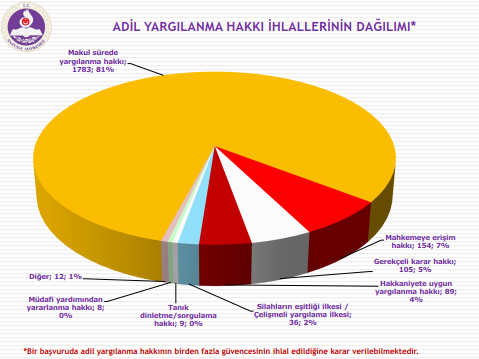 ADİL YARGILANMA HAKKI İHLALLERİNİN DAĞILIMI*
Makul sürede
yargılanma hakkı;
1783; 81%
Mahkemeye erişim
hakkı; 154; 7%
Gerekçeli karar hakkı;
105; 5%
Hakkaniyete uygun
yargılanma hakkı; 89;
4%
Silahların eşitliği ilkesi /
Çelişmeli yargılama ilkesi;
36; 2%
Tanık
dinletme/sorgulama
hakkı; 9; 0%
Müdafi yardımından
yararlanma hakkı; 8;
0%
Diğer; 12; 1%
*Bir başvuruda adil yargılanma hakkının birden fazla güvencesinin ihlal edildiğine karar verilebilmektedir.